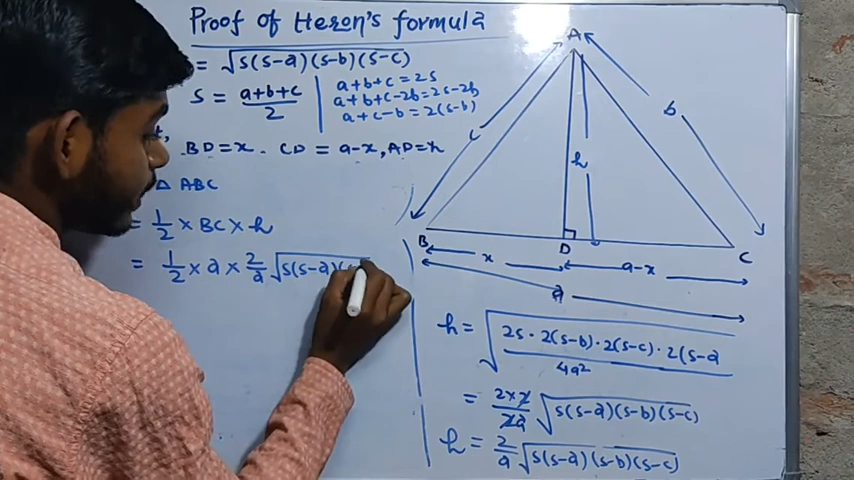 Proof of Heron's formula
= √s(s-a)(s-b)(s-c)
S = a+b+c / 2
a+b+c = 2s
a+b+c-2b = 2s-2b
a+c-b = 2(s-b)
BD = x . CD = a-x, AD = h
Δ ABC
= 1/2 × BC × h
= 1/2 × a × 2/a √s(s-a)
A
c
b
h
B
D
C
x
a-x
a
h = √2s · 2(s-b) · 2(s-c) · 2(s-a / 4a²
= 2×2/2a √s(s-a)(s-b)(s-c)
h = 2/a √s(s-a)(s-b)(s-c)